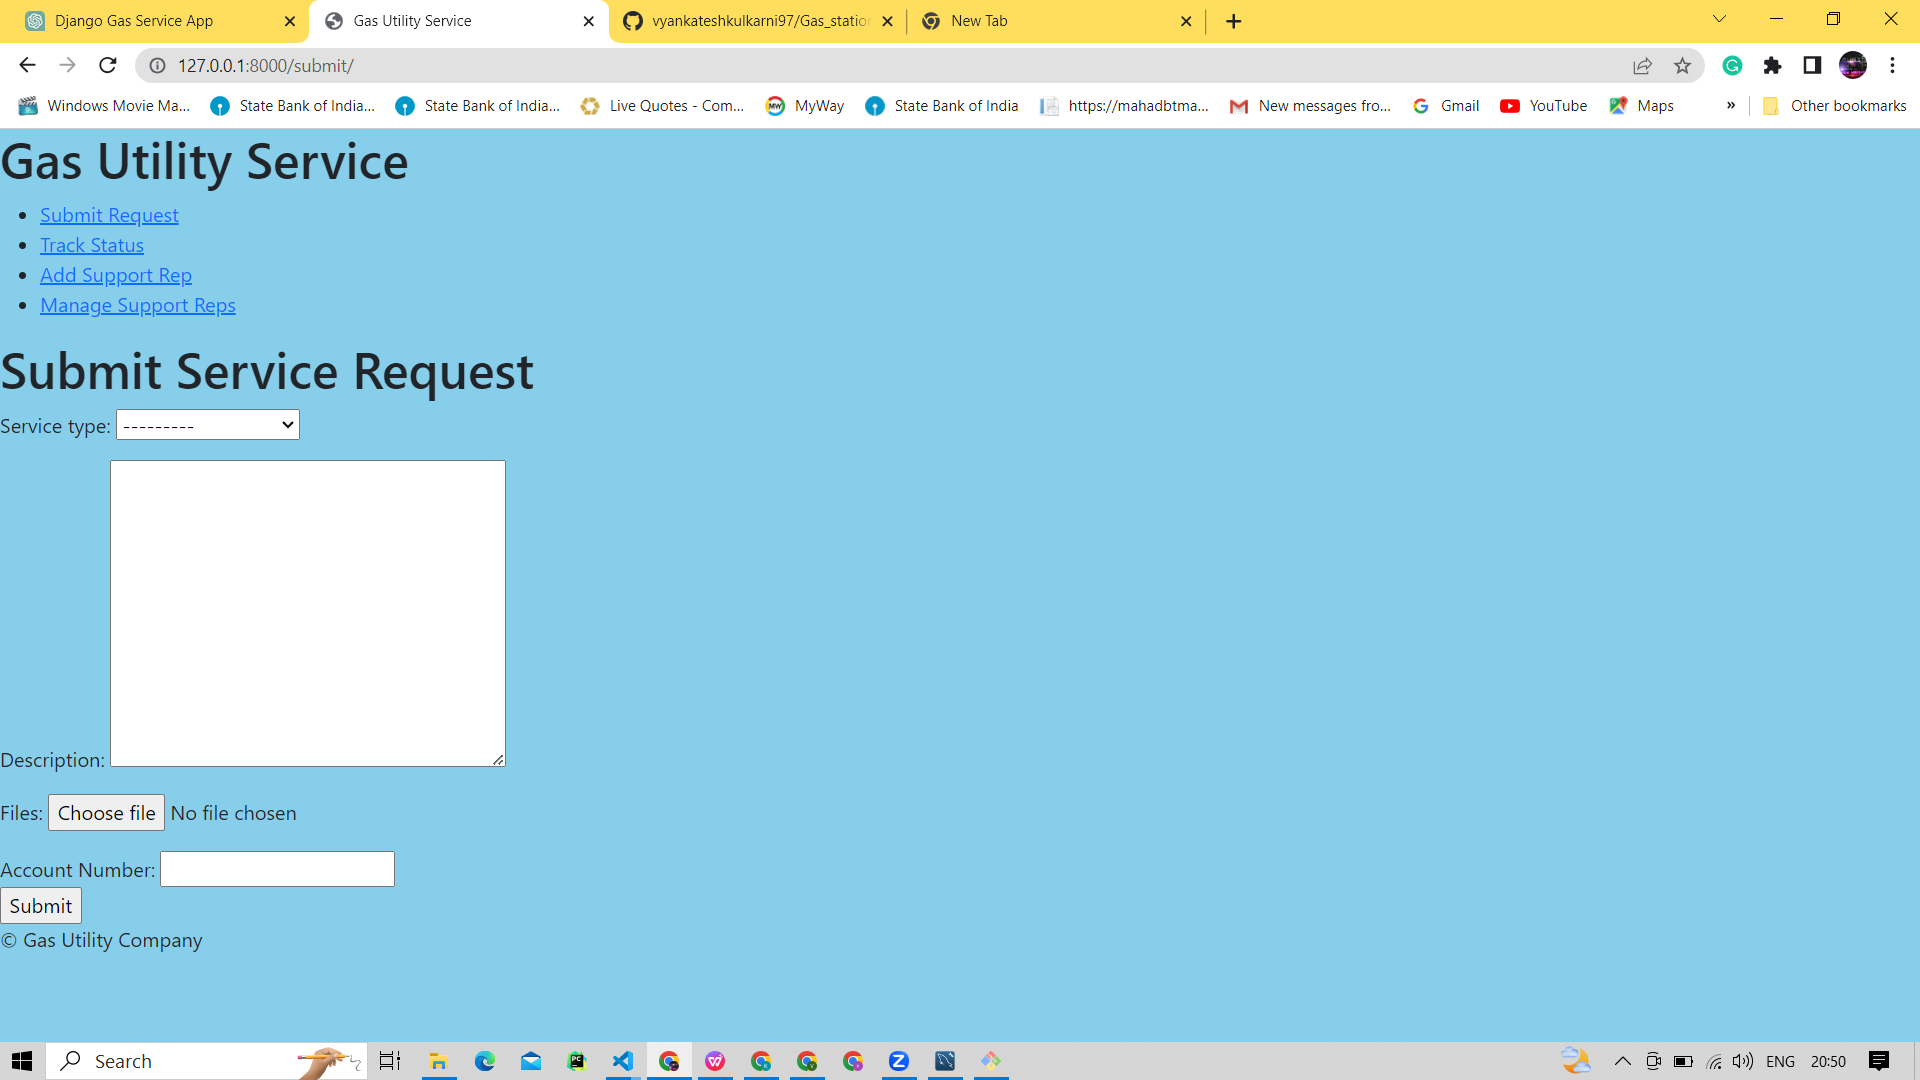 Django Gas Service App
Gas Utility Service
vyankateshkulkarni97/Gas_station
New Tab
127.0.0.1:8000/submit/
Windows Movie Ma...
State Bank of India...
State Bank of India...
Live Quotes - Com...
MyWay
State Bank of India
https://mahadbtma...
New messages fro...
Gmail
YouTube
Maps
»
Other bookmarks
Gas Utility Service
• Submit Request
• Track Status
• Add Support Rep
• Manage Support Reps
Submit Service Request
Service type: ---------
Description:
Files: Choose file No file chosen
Account Number:
Submit
© Gas Utility Company
Search
ENG
20:50